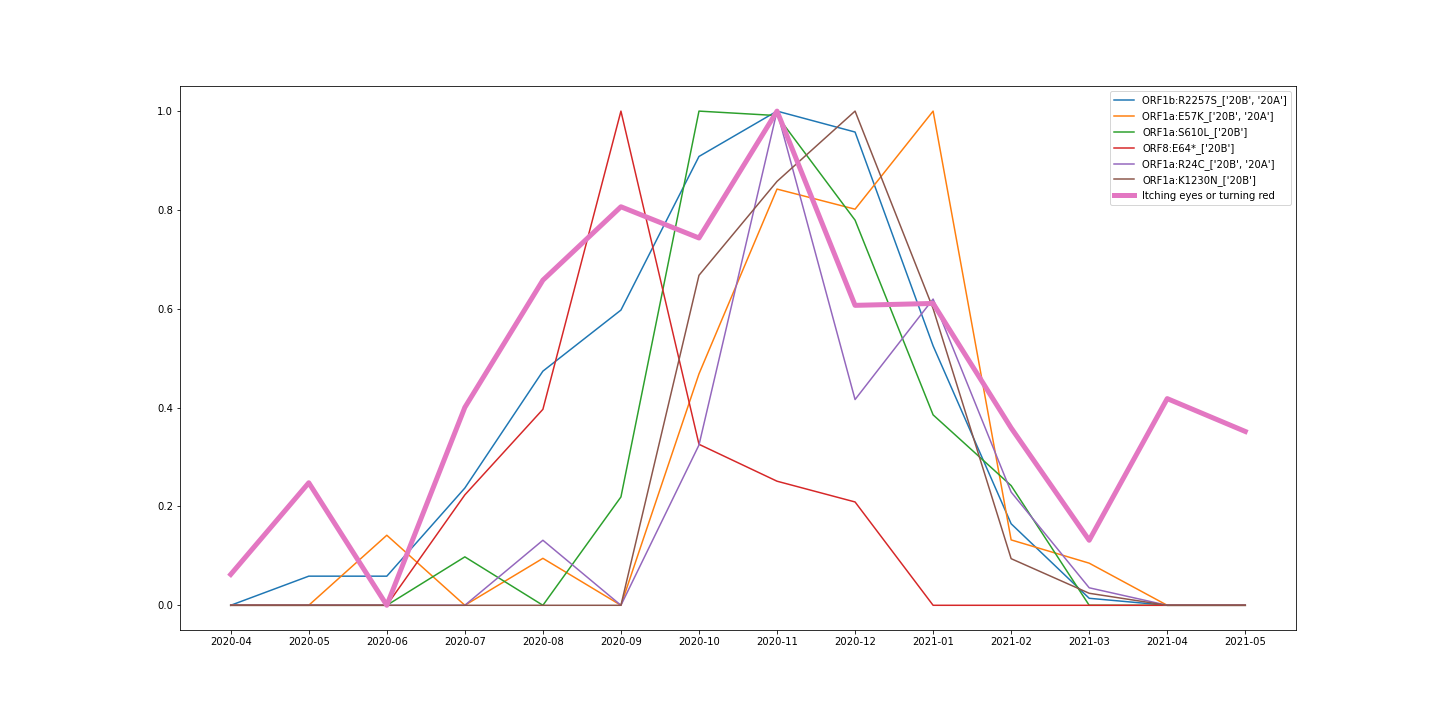 ORF1b:R2257S_['20B', '20A']
ORF1a:E57K_['20B', '20A']
ORF1a:S610L_['20B']
ORF8:E64*_['20B']
ORF1a:R24C_['20B', '20A']
ORF1a:K1230N_['20B']
Itching eyes or turning red
1.0
0.8
0.6
0.4
0.2
0.0
2020-04 2020-05 2020-06 2020-07 2020-08 2020-09 2020-10 2020-11 2020-12 2021-01 2021-02 2021-03 2021-04 2021-05